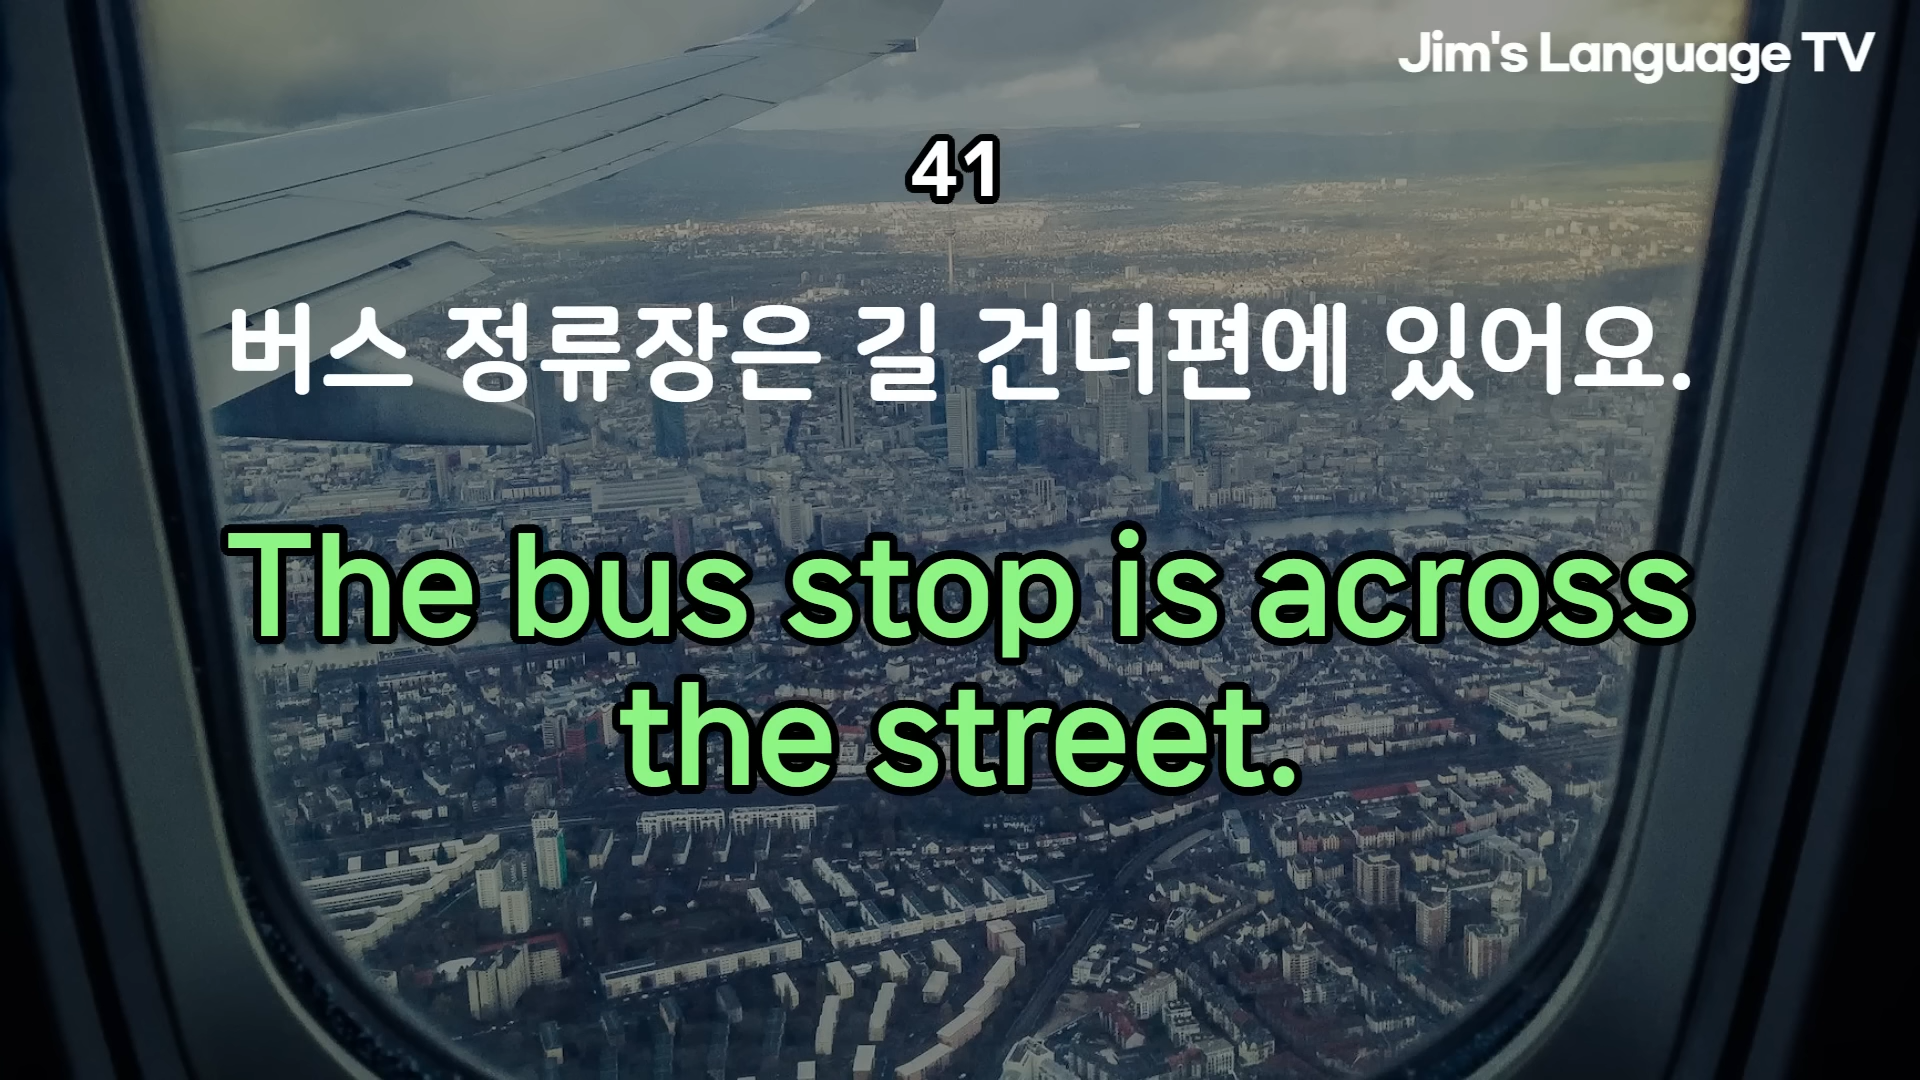 Jim's Language TV
41
버스 정류장은 길 건너편에 있어요.
The bus stop is across
the street.